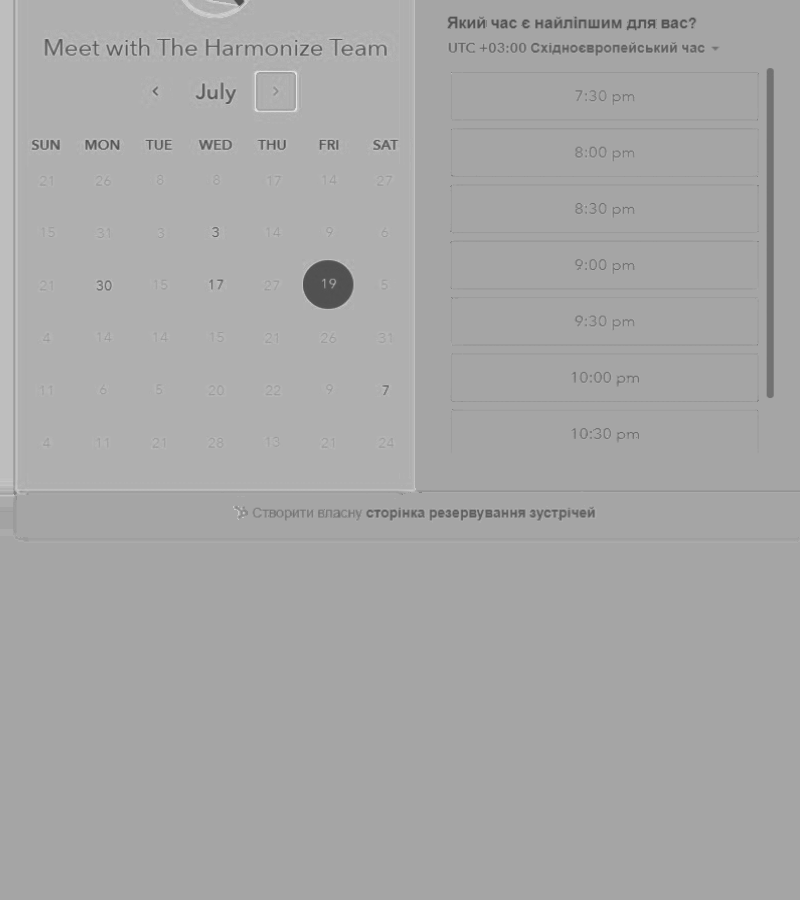 Meet with The Harmonize Team
July
SUN MON TUE WED THU FRI SAT
21 26 8 8 17 14 27
15 31 3 3 14 9 6
21 30 15 17 27 19 5
4 14 14 15 21 26 31
11 6 5 20 22 9 7
4 11 21 28 13 21 24
Який час є найліпшим для вас?
UTC +03:00 Східноєвропейський час
7:30 pm
8:00 pm
8:30 pm
9:00 pm
9:30 pm
10:00 pm
10:30 pm
Створити власну сторінка резервування зустрічей